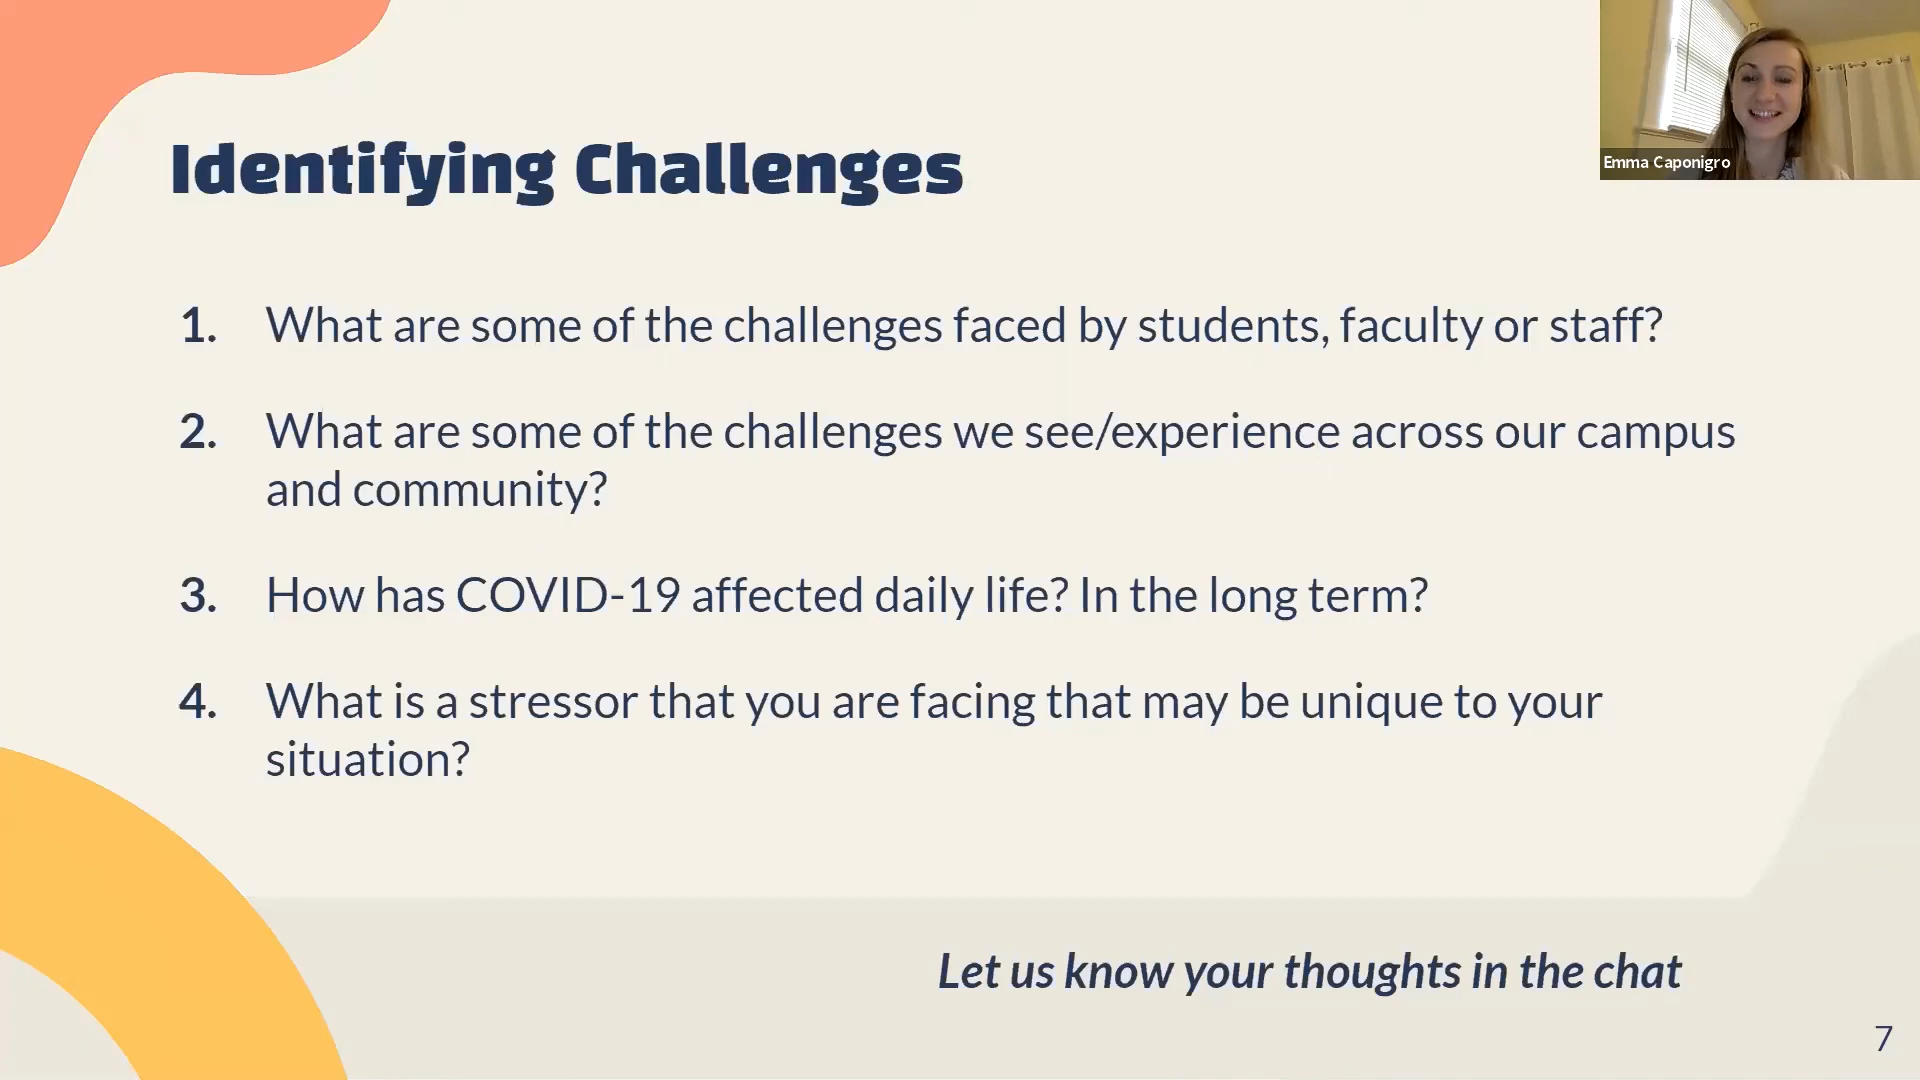 Emma Caponigro
Identifying Challenges
1. What are some of the challenges faced by students, faculty or staff?
2. What are some of the challenges we see/experience across our campus
and community?
3. How has COVID-19 affected daily life? In the long term?
4. What is a stressor that you are facing that may be unique to your
situation?
Let us know your thoughts in the chat
7